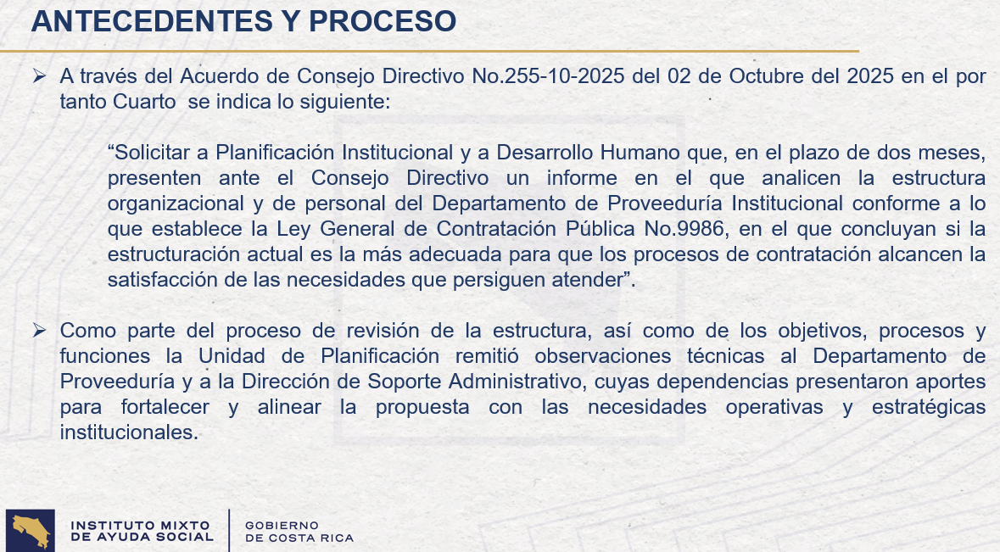 ANTECEDENTES Y PROCESO
➢ A través del Acuerdo de Consejo Directivo No.255-10-2025 del 02 de Octubre del 2025 en el por
tanto Cuarto  se indica lo siguiente:
“Solicitar a Planificación Institucional y a Desarrollo Humano que, en el plazo de dos meses,
presenten ante el Consejo Directivo un informe en el que analicen la estructura
organizacional y de personal del Departamento de Proveeduría Institucional conforme a lo
que establece la Ley General de Contratación Pública No.9986, en el que concluyan si la
estructuración actual es la más adecuada para que los procesos de contratación alcancen la
satisfacción de las necesidades que persiguen atender”.
➢ Como parte del proceso de revisión de la estructura, así como de los objetivos, procesos y
funciones la Unidad de Planificación remitió observaciones técnicas al Departamento de
Proveeduría y a la Dirección de Soporte Administrativo, cuyas dependencias presentaron aportes
para fortalecer y alinear la propuesta con las necesidades operativas y estratégicas
institucionales.
INSTITUTO MIXTO
DE AYUDA SOCIAL
GOBIERNO
DE COSTA RICA